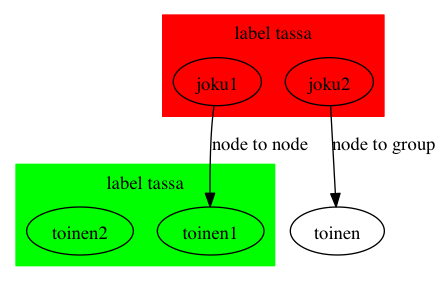 label tassa
joku1
joku2
node to node
node to group
label tassa
toinen2
toinen1
toinen